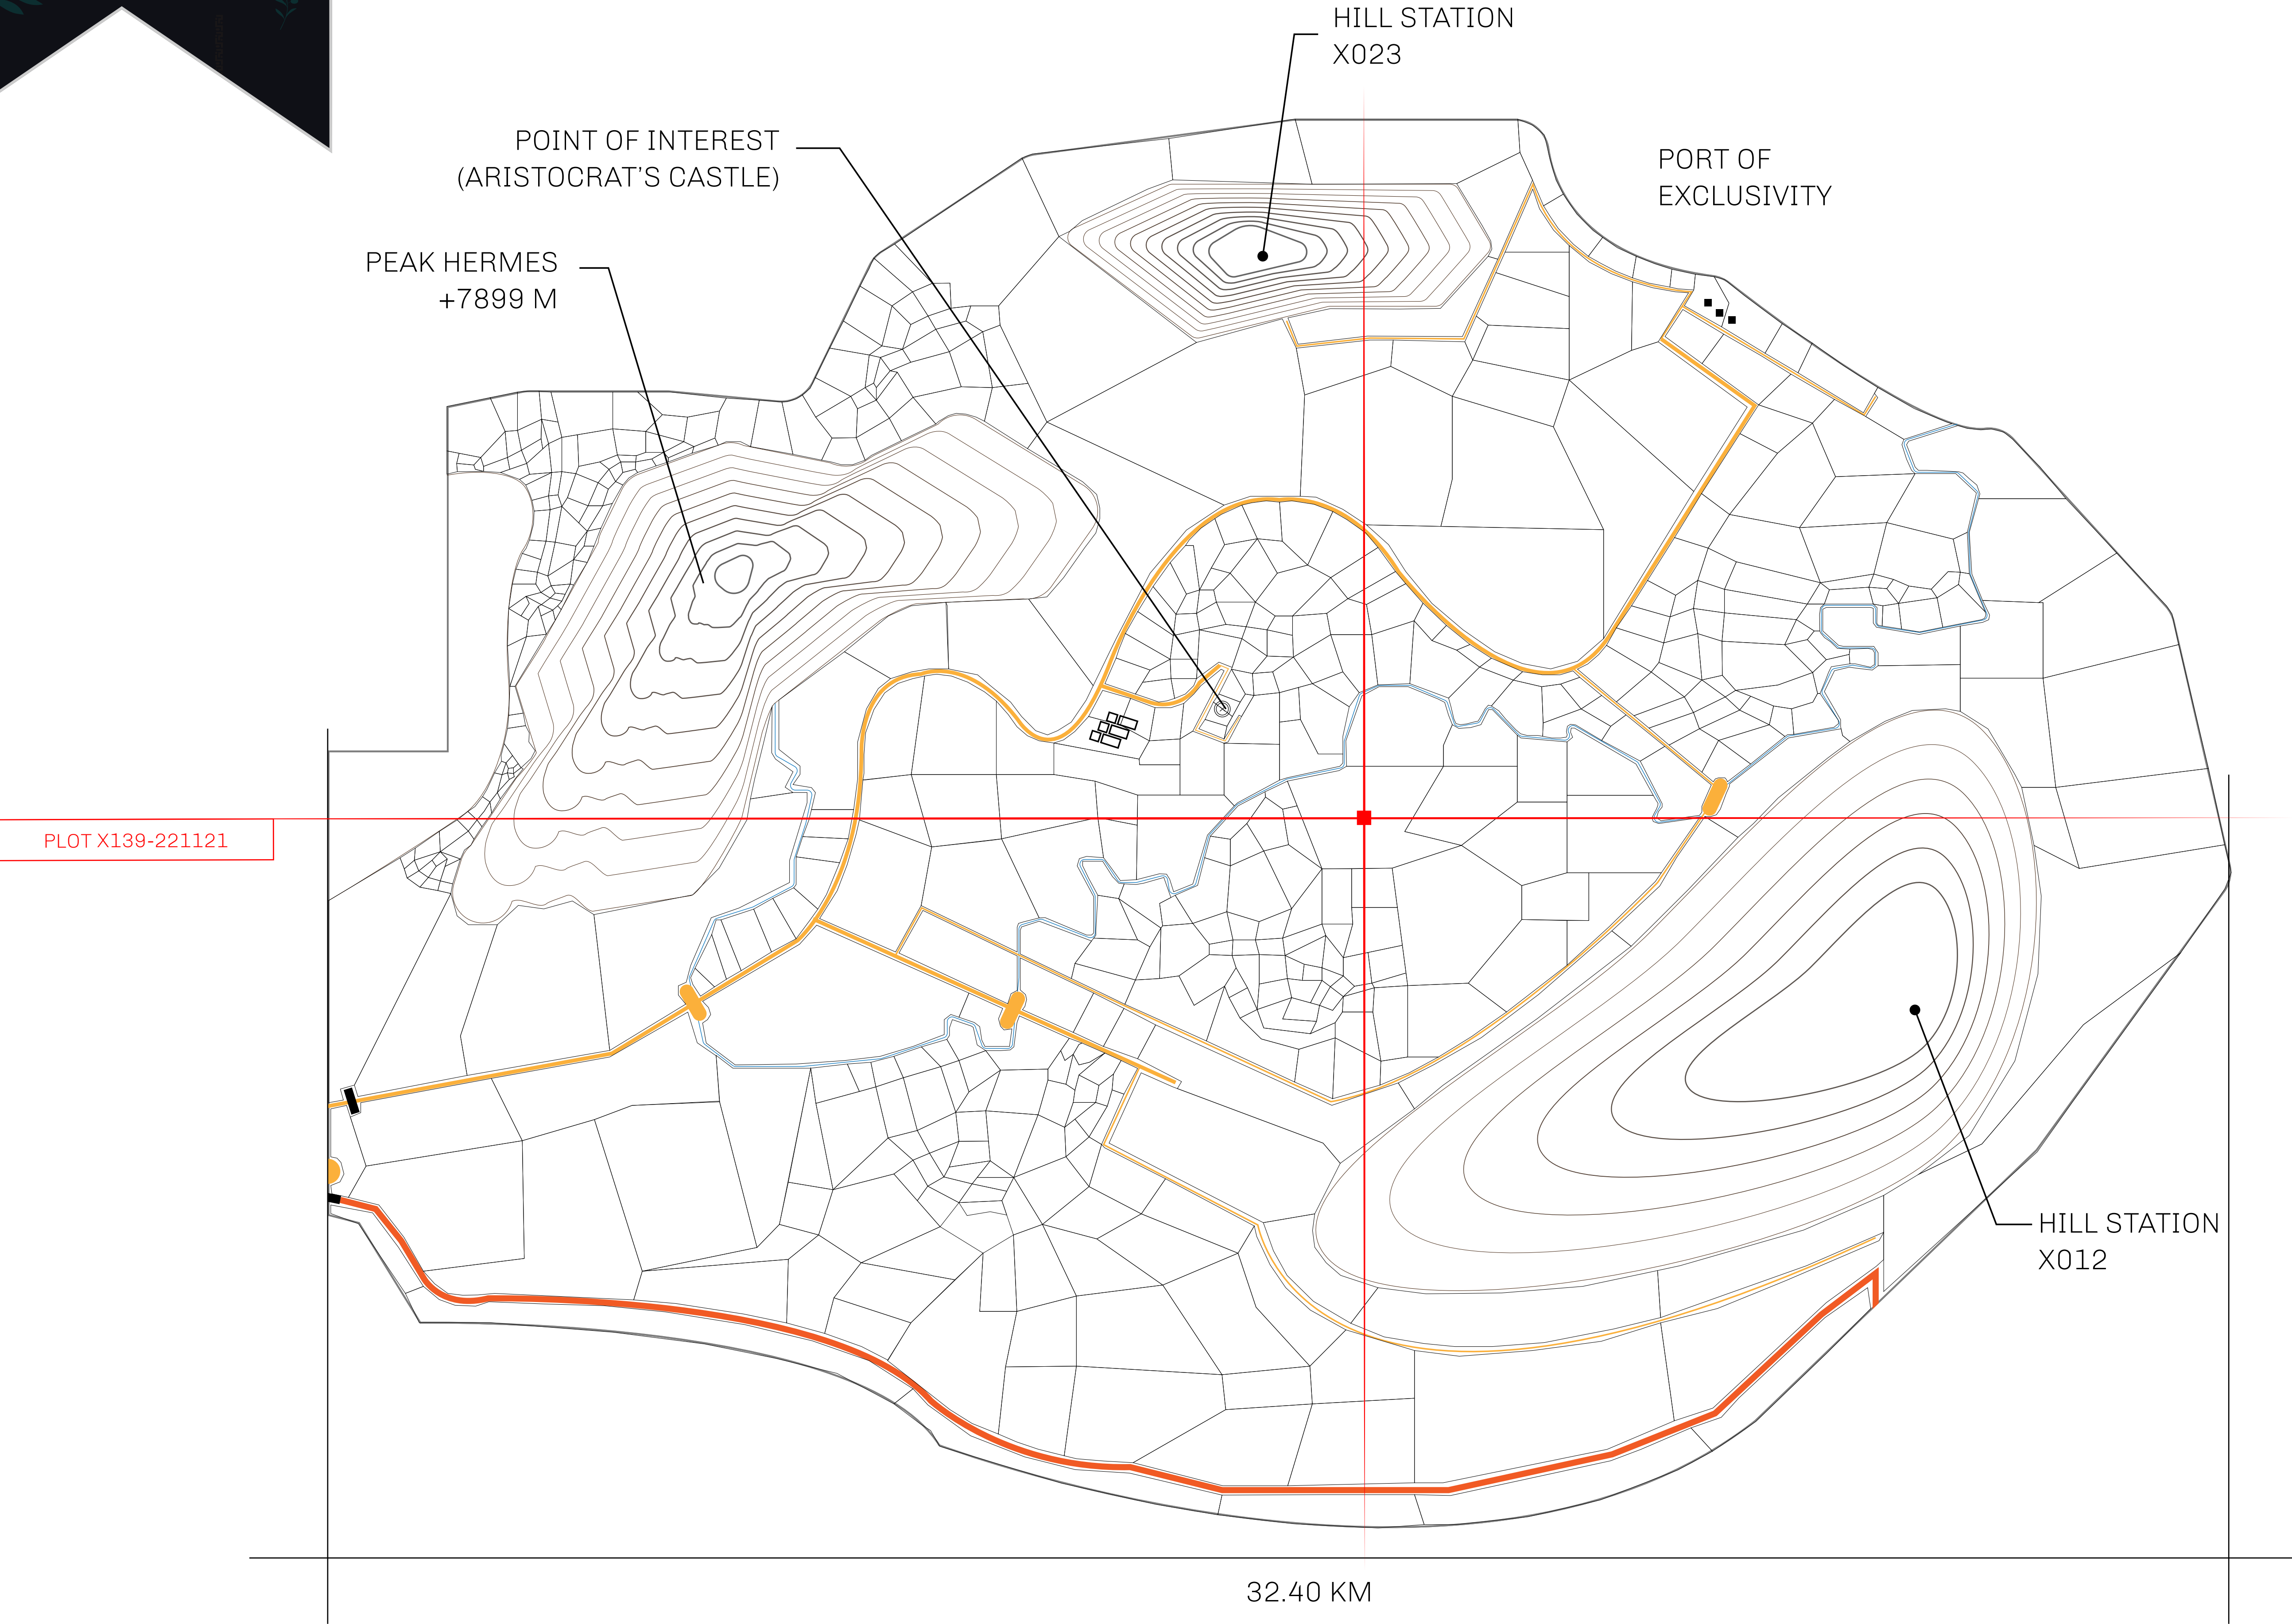 HILL STATION
X023
POINT OF INTEREST
(ARISTOCRAT'S CASTLE)
PORT OF
EXCLUSIVITY
PEAK HERMES
+7899 M
PLOT X139-221121
HILL STATION
X012
32.40 KM